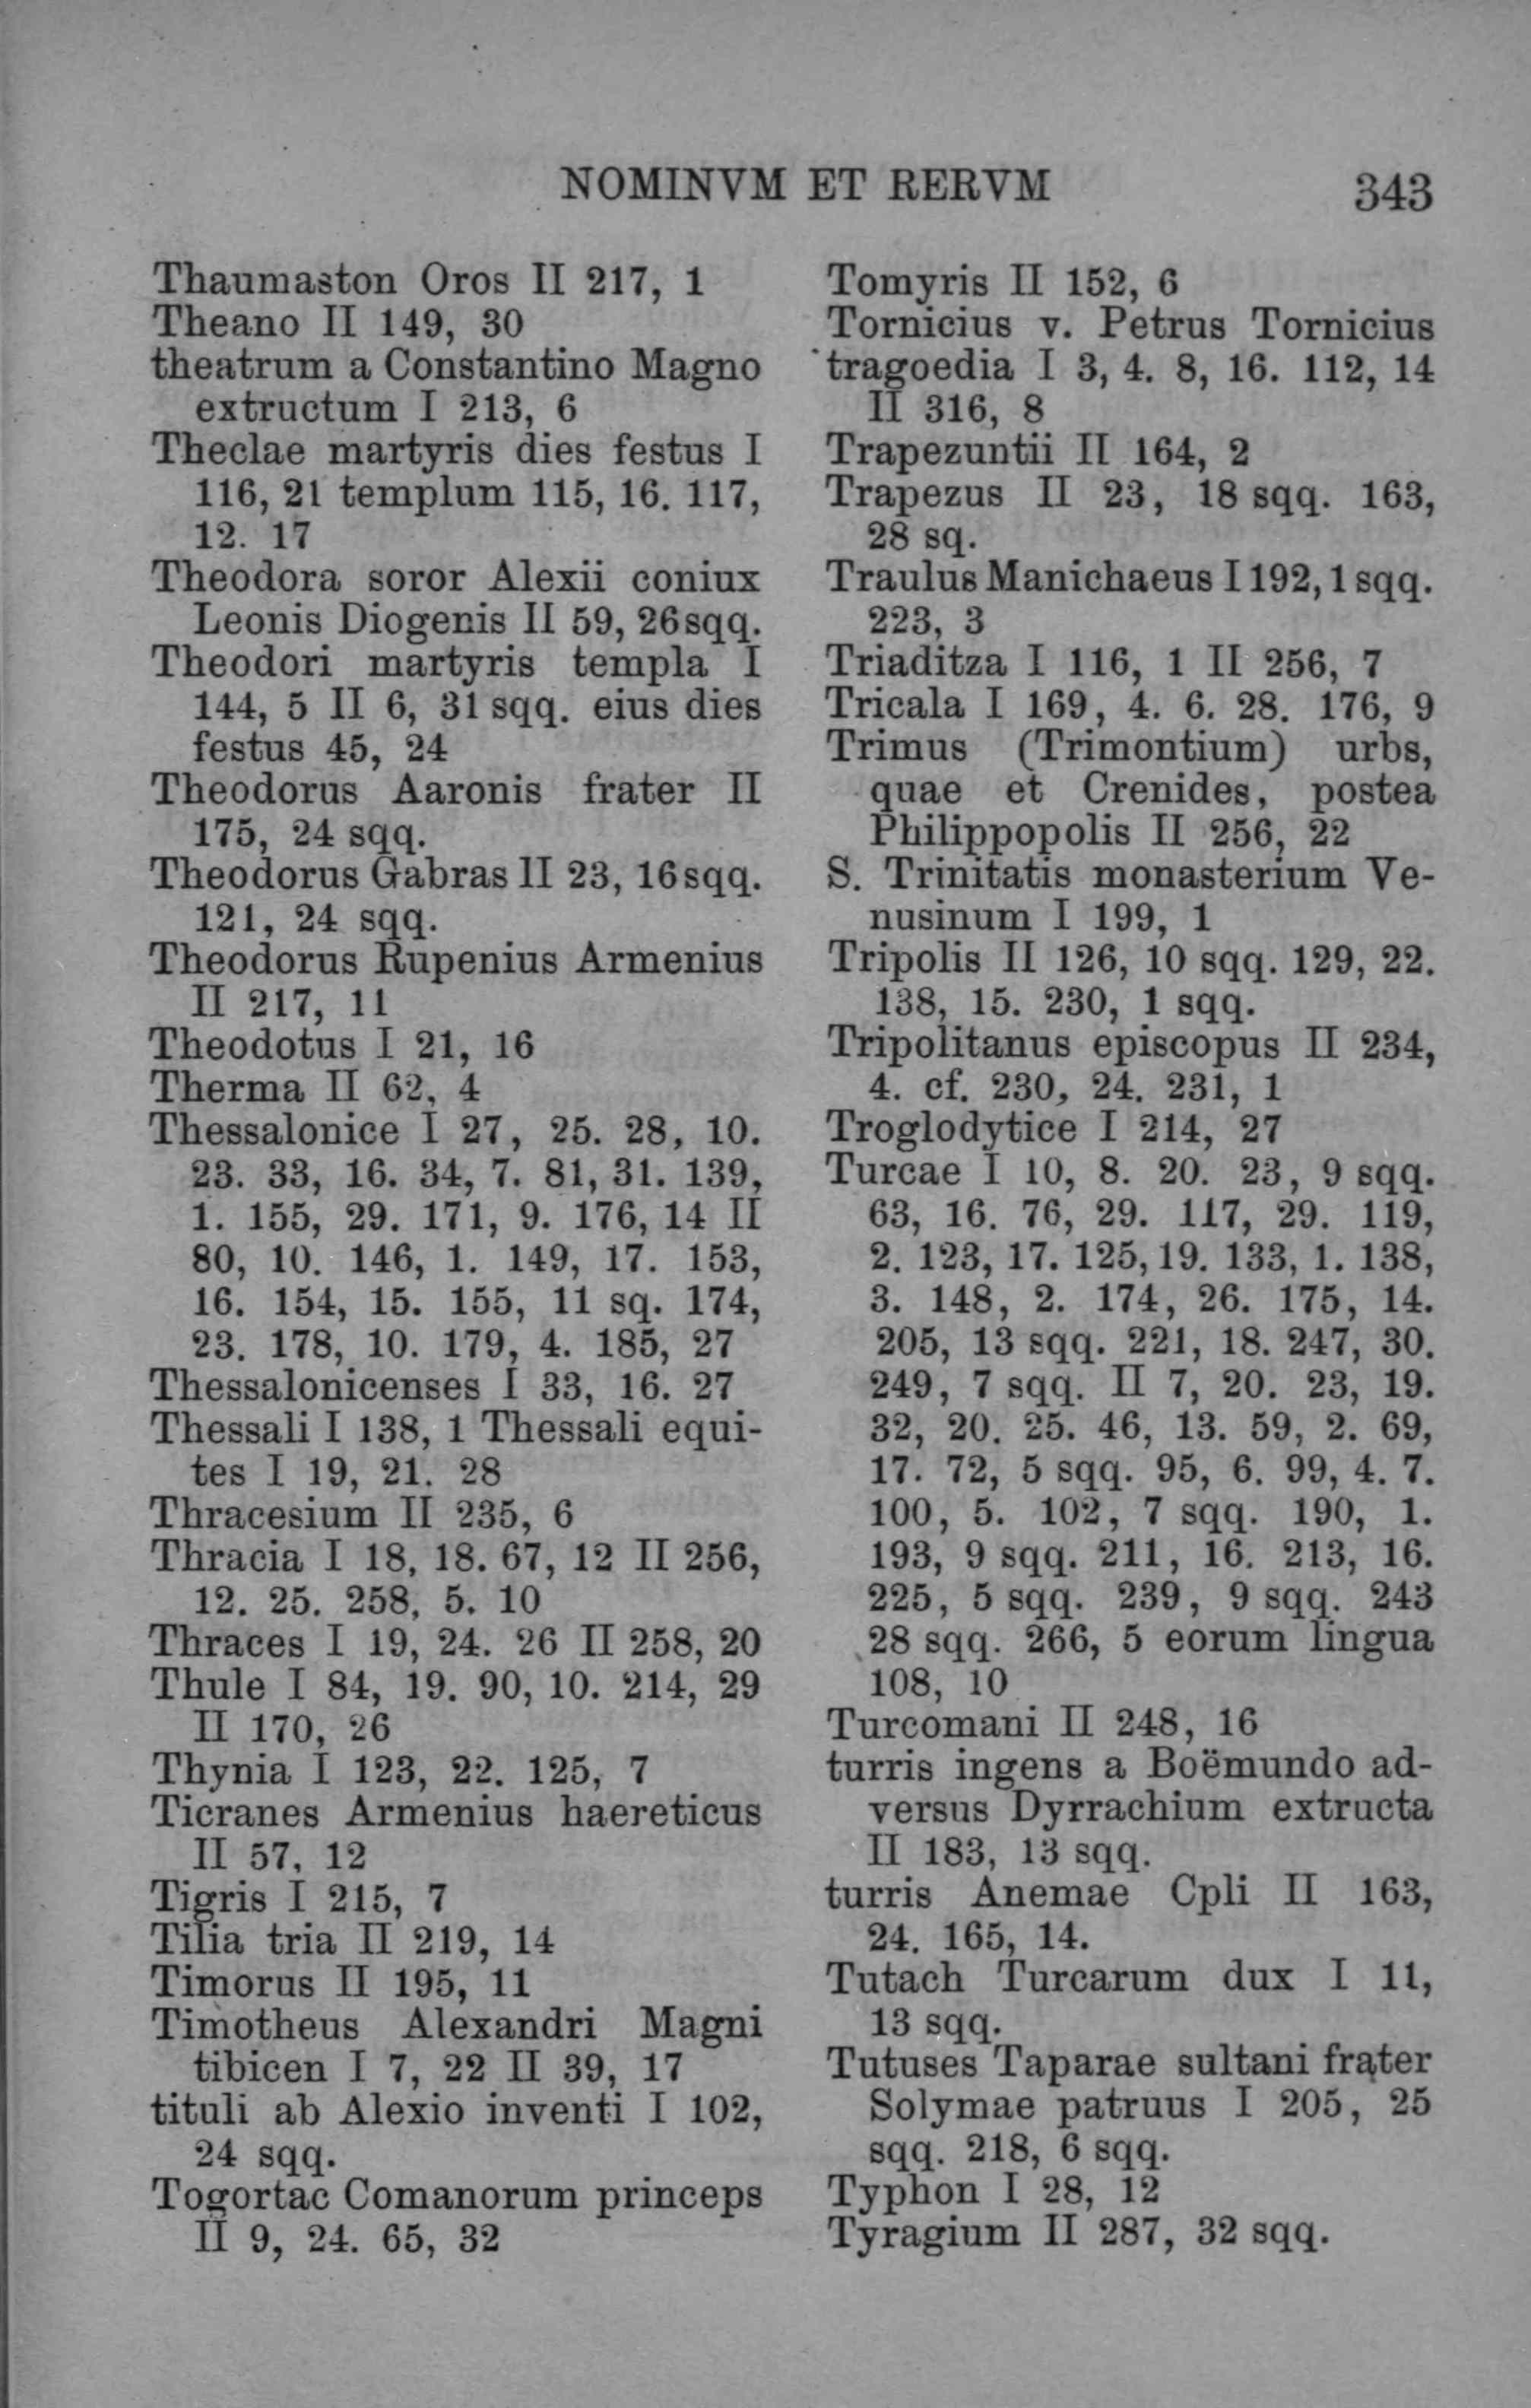 NOMINVM ET RERVM 343
Thaumaston Oros II 217, 1
Theano II 149, 30
theatrum a Constantino Magno
extructum I 213, 6
Theclae martyris dies festus I
116, 21 templum 115, 16. 117,
12. 17
Theodora soror Alexii coniux
Leonis Diogenis II 59, 26 sqq.
Theodori martyris templa I
144, 5 II 6, 31 sqq. eius dies
festus 45, 24
Theodorus Aaronis frater II
175, 24 sqq.
Theodorus Gabras II 23, 16 sqq.
121, 24 sqq.
Theodorus Rupenius Armenius
II 217, 11
Theodotus I 21, 16
Therma II 62, 4
Thessalonice I 27, 25. 28, 10.
23. 33, 16. 34, 7. 81, 31. 139,
1. 155, 29. 171, 9. 176, 14 II
80, 10. 146, 1. 149, 17. 153,
16. 154, 15. 155, 11 sq. 174,
23. 178, 10. 179, 4. 185, 27
Thessalonicenses I 33, 16. 27
Thessali I 138, 1 Thessali equi-
tes I 19, 21. 28
Thracesium II 235, 6
Thracia I 18, 18. 67, 12 II 256,
12. 25. 258, 5. 10
Thraces I 19, 24. 26 II 258, 20
Thule I 84, 19. 90, 10. 214, 29
II 170, 26
Thynia I 123, 22. 125, 7
Ticranes Armenius haereticus
II 57, 12
Tigris I 215, 7
Tilia tria II 219, 14
Timorus II 195, 11
Timotheus Alexandri Magni
tibicen I 7, 22 II 39, 17
tituli ab Alexio inventi I 102,
24 sqq.
Togortac Comanorum princeps
II 9, 24. 65, 32
Tomyris II 152, 6
Tornicius v. Petrus Tornicius
tragoedia I 3, 4. 8, 16. 112, 14
II 316, 8
Trapezuntii II 164, 2
Trapezus II 23, 18 sqq. 163,
28 sq.
Traulus Manichaeus I 192, 1 sqq.
223, 3
Triaditza I 116, 1 II 256, 7
Tricala I 169, 4. 6. 28. 176, 9
Trimus (Trimontium) urbs,
quae et Crenides, postea
Philippopolis II 256, 22
S. Trinitatis monasterium Ve-
nusinum I 199, 1
Tripolis II 126, 10 sqq. 129, 22.
138, 15. 230, 1 sqq.
Tripolitanus episcopus II 234,
4. cf. 230, 24. 231, 1
Troglodytice I 214, 27
Turcae I 10, 8. 20. 23, 9 sqq.
63, 16. 76, 29. 117, 29. 119,
2. 123, 17. 125, 19. 133, 1. 138,
3. 148, 2. 174, 26. 175, 14.
205, 13 sqq. 221, 18. 247, 30.
249, 7 sqq. II 7, 20. 23, 19.
32, 20. 25. 46, 13. 59, 2. 69,
17. 72, 5 sqq. 95, 6. 99, 4. 7.
100, 5. 102, 7 sqq. 190, 1.
193, 9 sqq. 211, 16. 213, 16.
225, 5 sqq. 239, 9 sqq. 243
28 sqq. 266, 5 eorum lingua
108, 10
Turcomani II 248, 16
turris ingens a Boëmundo ad-
versus Dyrrachium extructa
II 183, 13 sqq.
turris Anemae Cpli II 163,
24. 165, 14.
Tutach Turcarum dux I 11,
13 sqq.
Tutuses Taparae sultani frater
Solymae patruus I 205, 25
sqq. 218, 6 sqq.
Typhon I 28, 12
Tyragium II 287, 32 sqq.